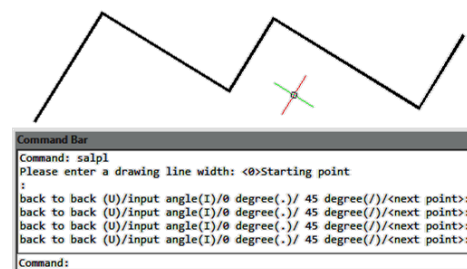 Command Bar
Command: salpl
Please enter a drawing line width: <0>Starting point
:
back to back (U)/input angle(I)/0 degree(.)/ 45 degree(/)/<next point>:
back to back (U)/input angle(I)/0 degree(.)/ 45 degree(/)/<next point>:
back to back (U)/input angle(I)/0 degree(.)/ 45 degree(/)/<next point>:
back to back (U)/input angle(I)/0 degree(.)/ 45 degree(/)/<next point>:
Command: